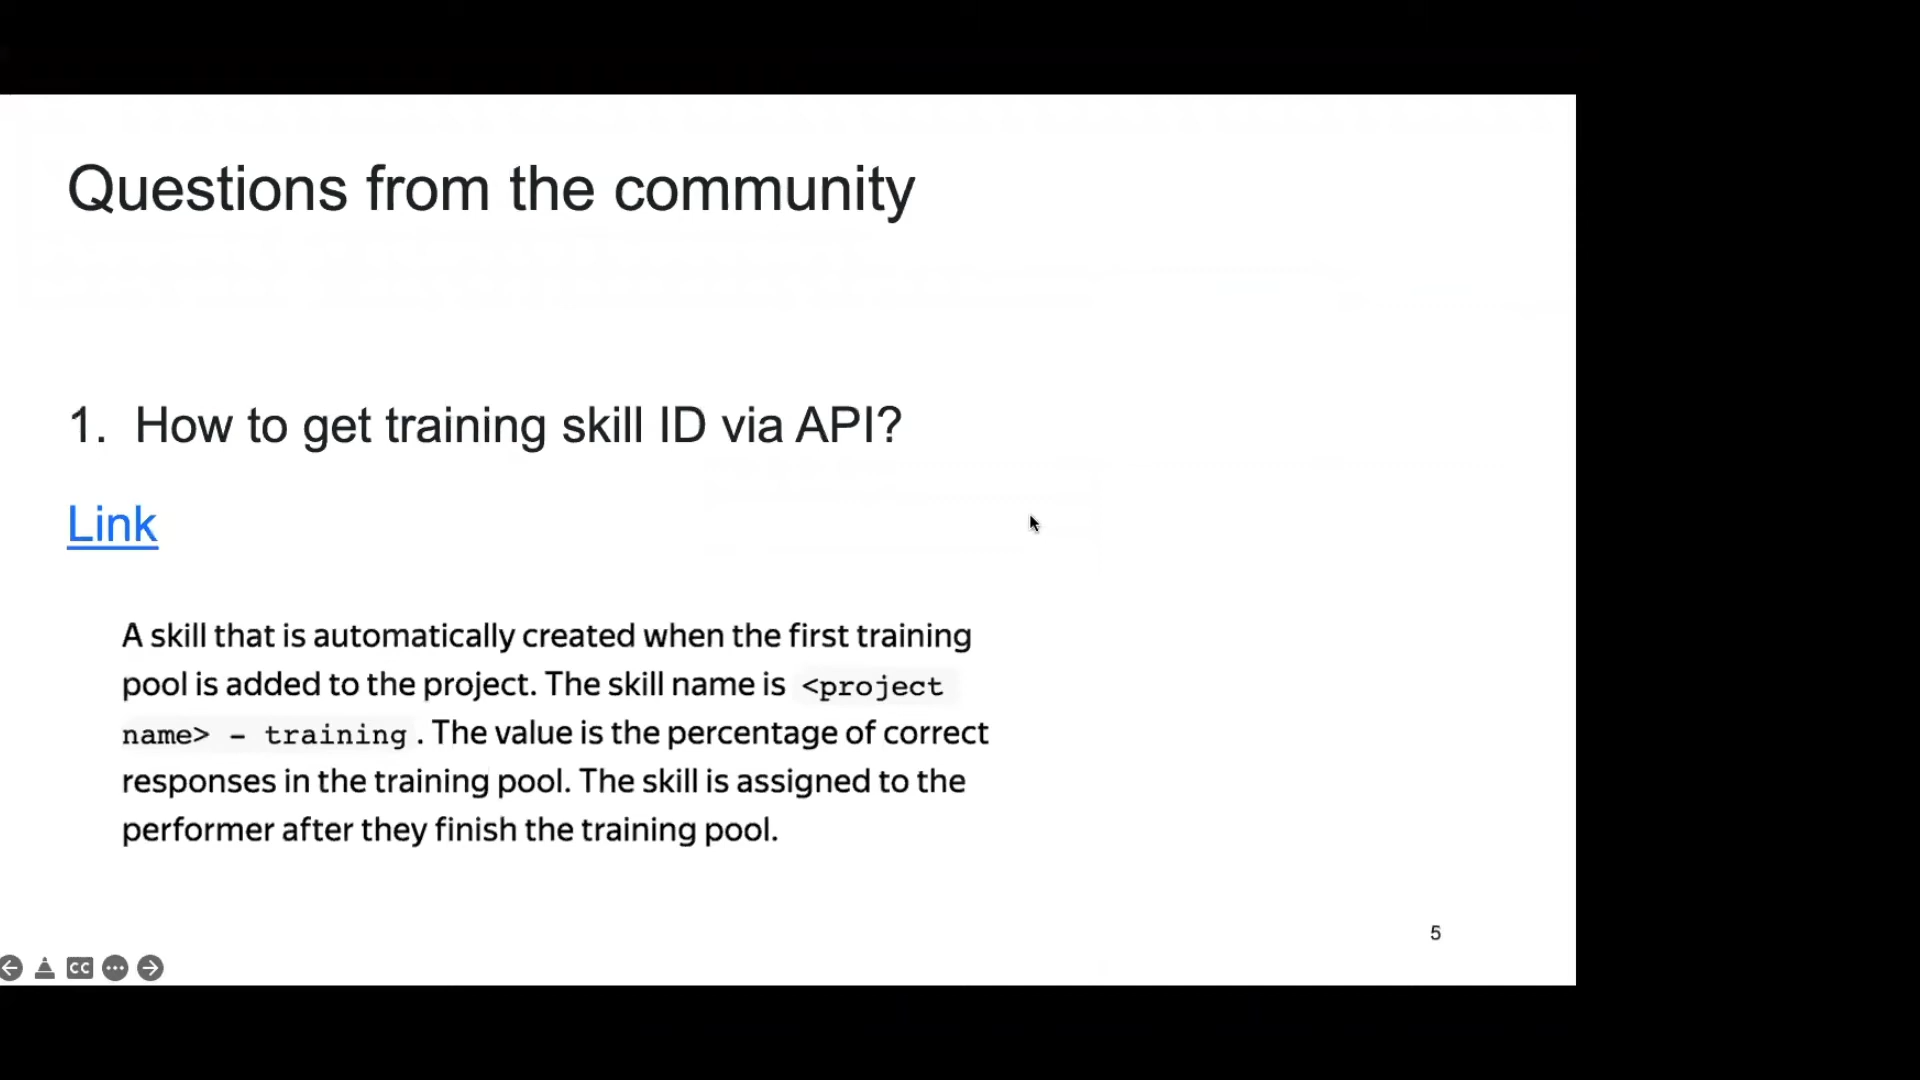 Questions from the community
1. How to get training skill ID via API?
Link
A skill that is automatically created when the first training
pool is added to the project. The skill name is <project
name> – training . The value is the percentage of correct
responses in the training pool. The skill is assigned to the
performer after they finish the training pool.
5
CC